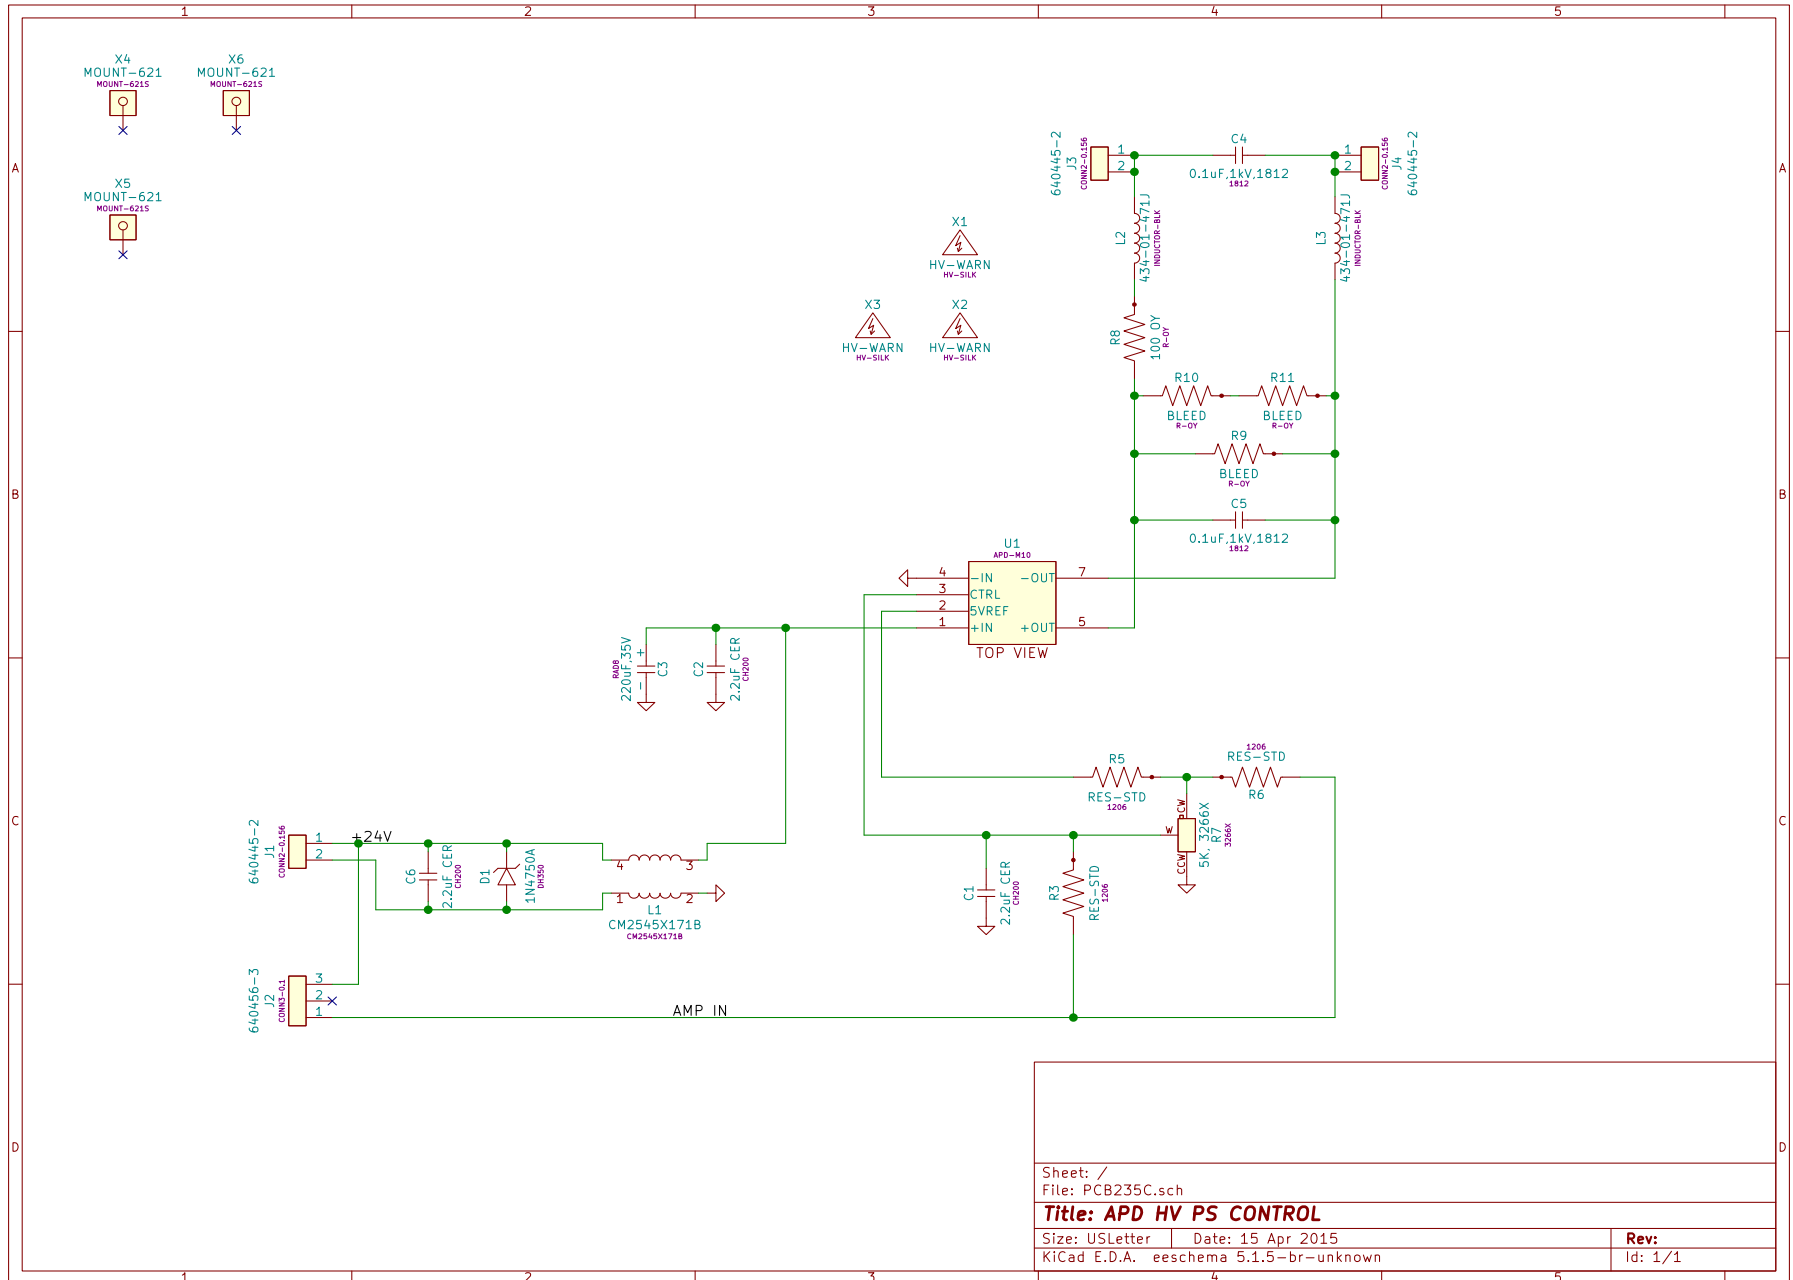 1 2 3 4 5
X4
MOUNT-621
MOUNT-621S
X6
MOUNT-621
MOUNT-621S
A
A
X5
MOUNT-621
MOUNT-621S
640445-2
J3
CONN2-0.156
1
2
C4
0.1uF,1kV,1812
1812
1
2
CONN2-0.156
J4
640445-2
L2
434-01-471J
INDUCTOR-BLK
L3
434-01-471J
INDUCTOR-BLK
X1
HV-WARN
HV-SILK
X3
HV-WARN
HV-SILK
X2
HV-WARN
HV-SILK
R8
100 OY
R-OY
R10
BLEED
R-OY
R11
BLEED
R-OY
R9
BLEED
R-OY
B
B
C5
0.1uF,1kV,1812
1812
U1
APD-M10
4 -IN -OUT 7
3 CTRL
2 5VREF
1 +IN +OUT 5
TOP VIEW
RAD8
220uF,35V
+
-
C3
C2
2.2uF CER
CH200
R5
RES-STD
1206
1206
RES-STD
R6
C
C
640445-2
J1
CONN2-0.156
1
2
+24V
C6
2.2uF CER
CH200
D1
1N4750A
DH350
4 3
1 2
L1
CM2545X171B
CM2545X171B
CW
W
CCW
5K, 3266X
R7
3266X
C1
2.2uF CER
CH200
R3
RES-STD
1206
640456-3
J2
CONN3-0.1
3
2
1
AMP IN
D
D
Sheet: /
File: PCB235C.sch
Title: APD HV PS CONTROL
Size: USLetter Date: 15 Apr 2015 Rev:
KiCad E.D.A. eeschema 5.1.5-br-unknown Id: 1/1
1 2 3 4 5